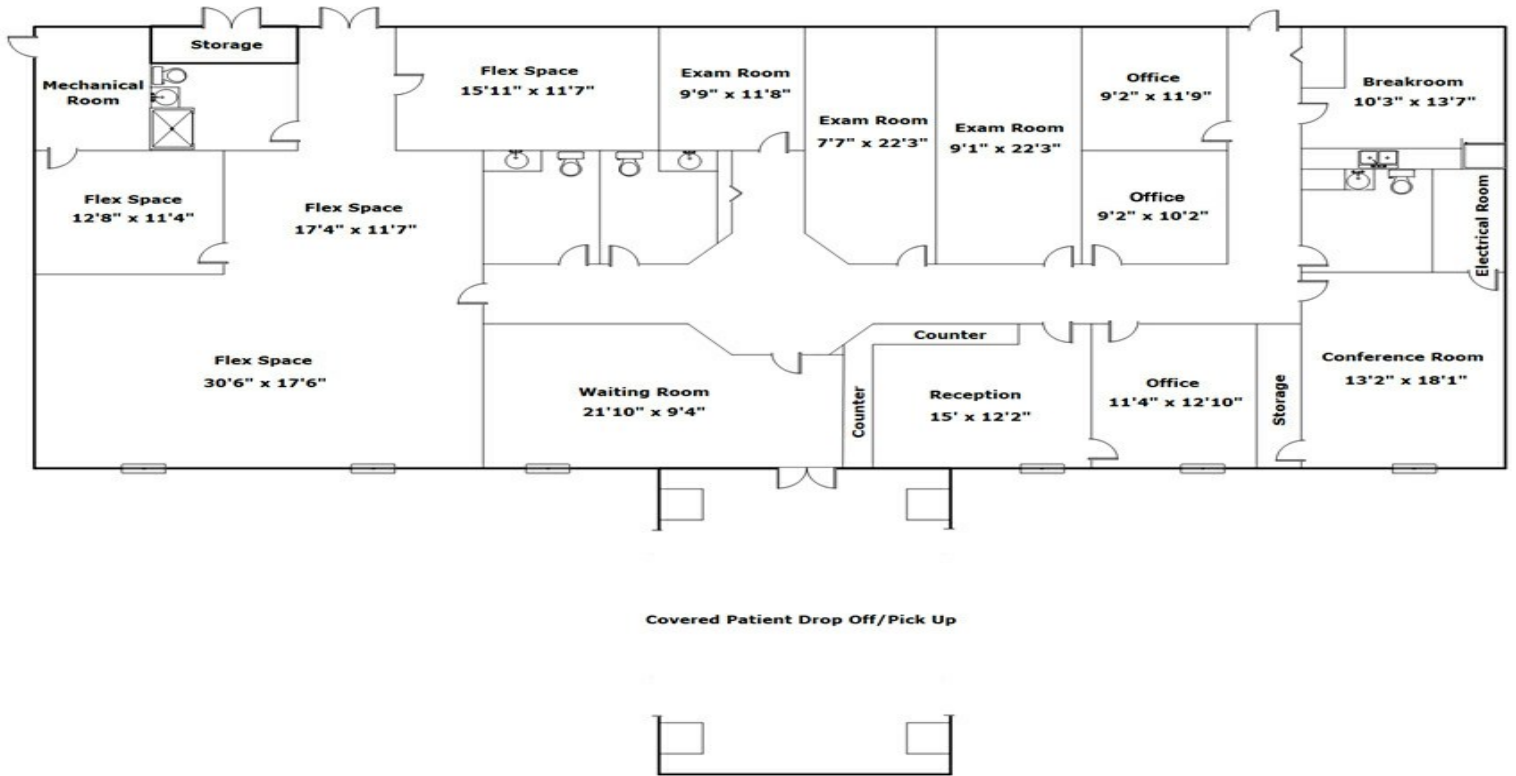 Storage
Mechanical
Room
Flex Space
15'11" x 11'7"
Exam Room
9'9" x 11'8"
Exam Room
7'7" x 22'3"
Exam Room
9'1" x 22'3"
Office
9'2" x 11'9"
Breakroom
10'3" x 13'7"
Flex Space
12'8" x 11'4"
Flex Space
17'4" x 11'7"
Office
9'2" x 10'2"
Electrical Room
Flex Space
30'6" x 17'6"
Waiting Room
21'10" x 9'4"
Counter
Counter
Reception
15' x 12'2"
Office
11'4" x 12'10"
Storage
Conference Room
13'2" x 18'1"
Covered Patient Drop Off/Pick Up